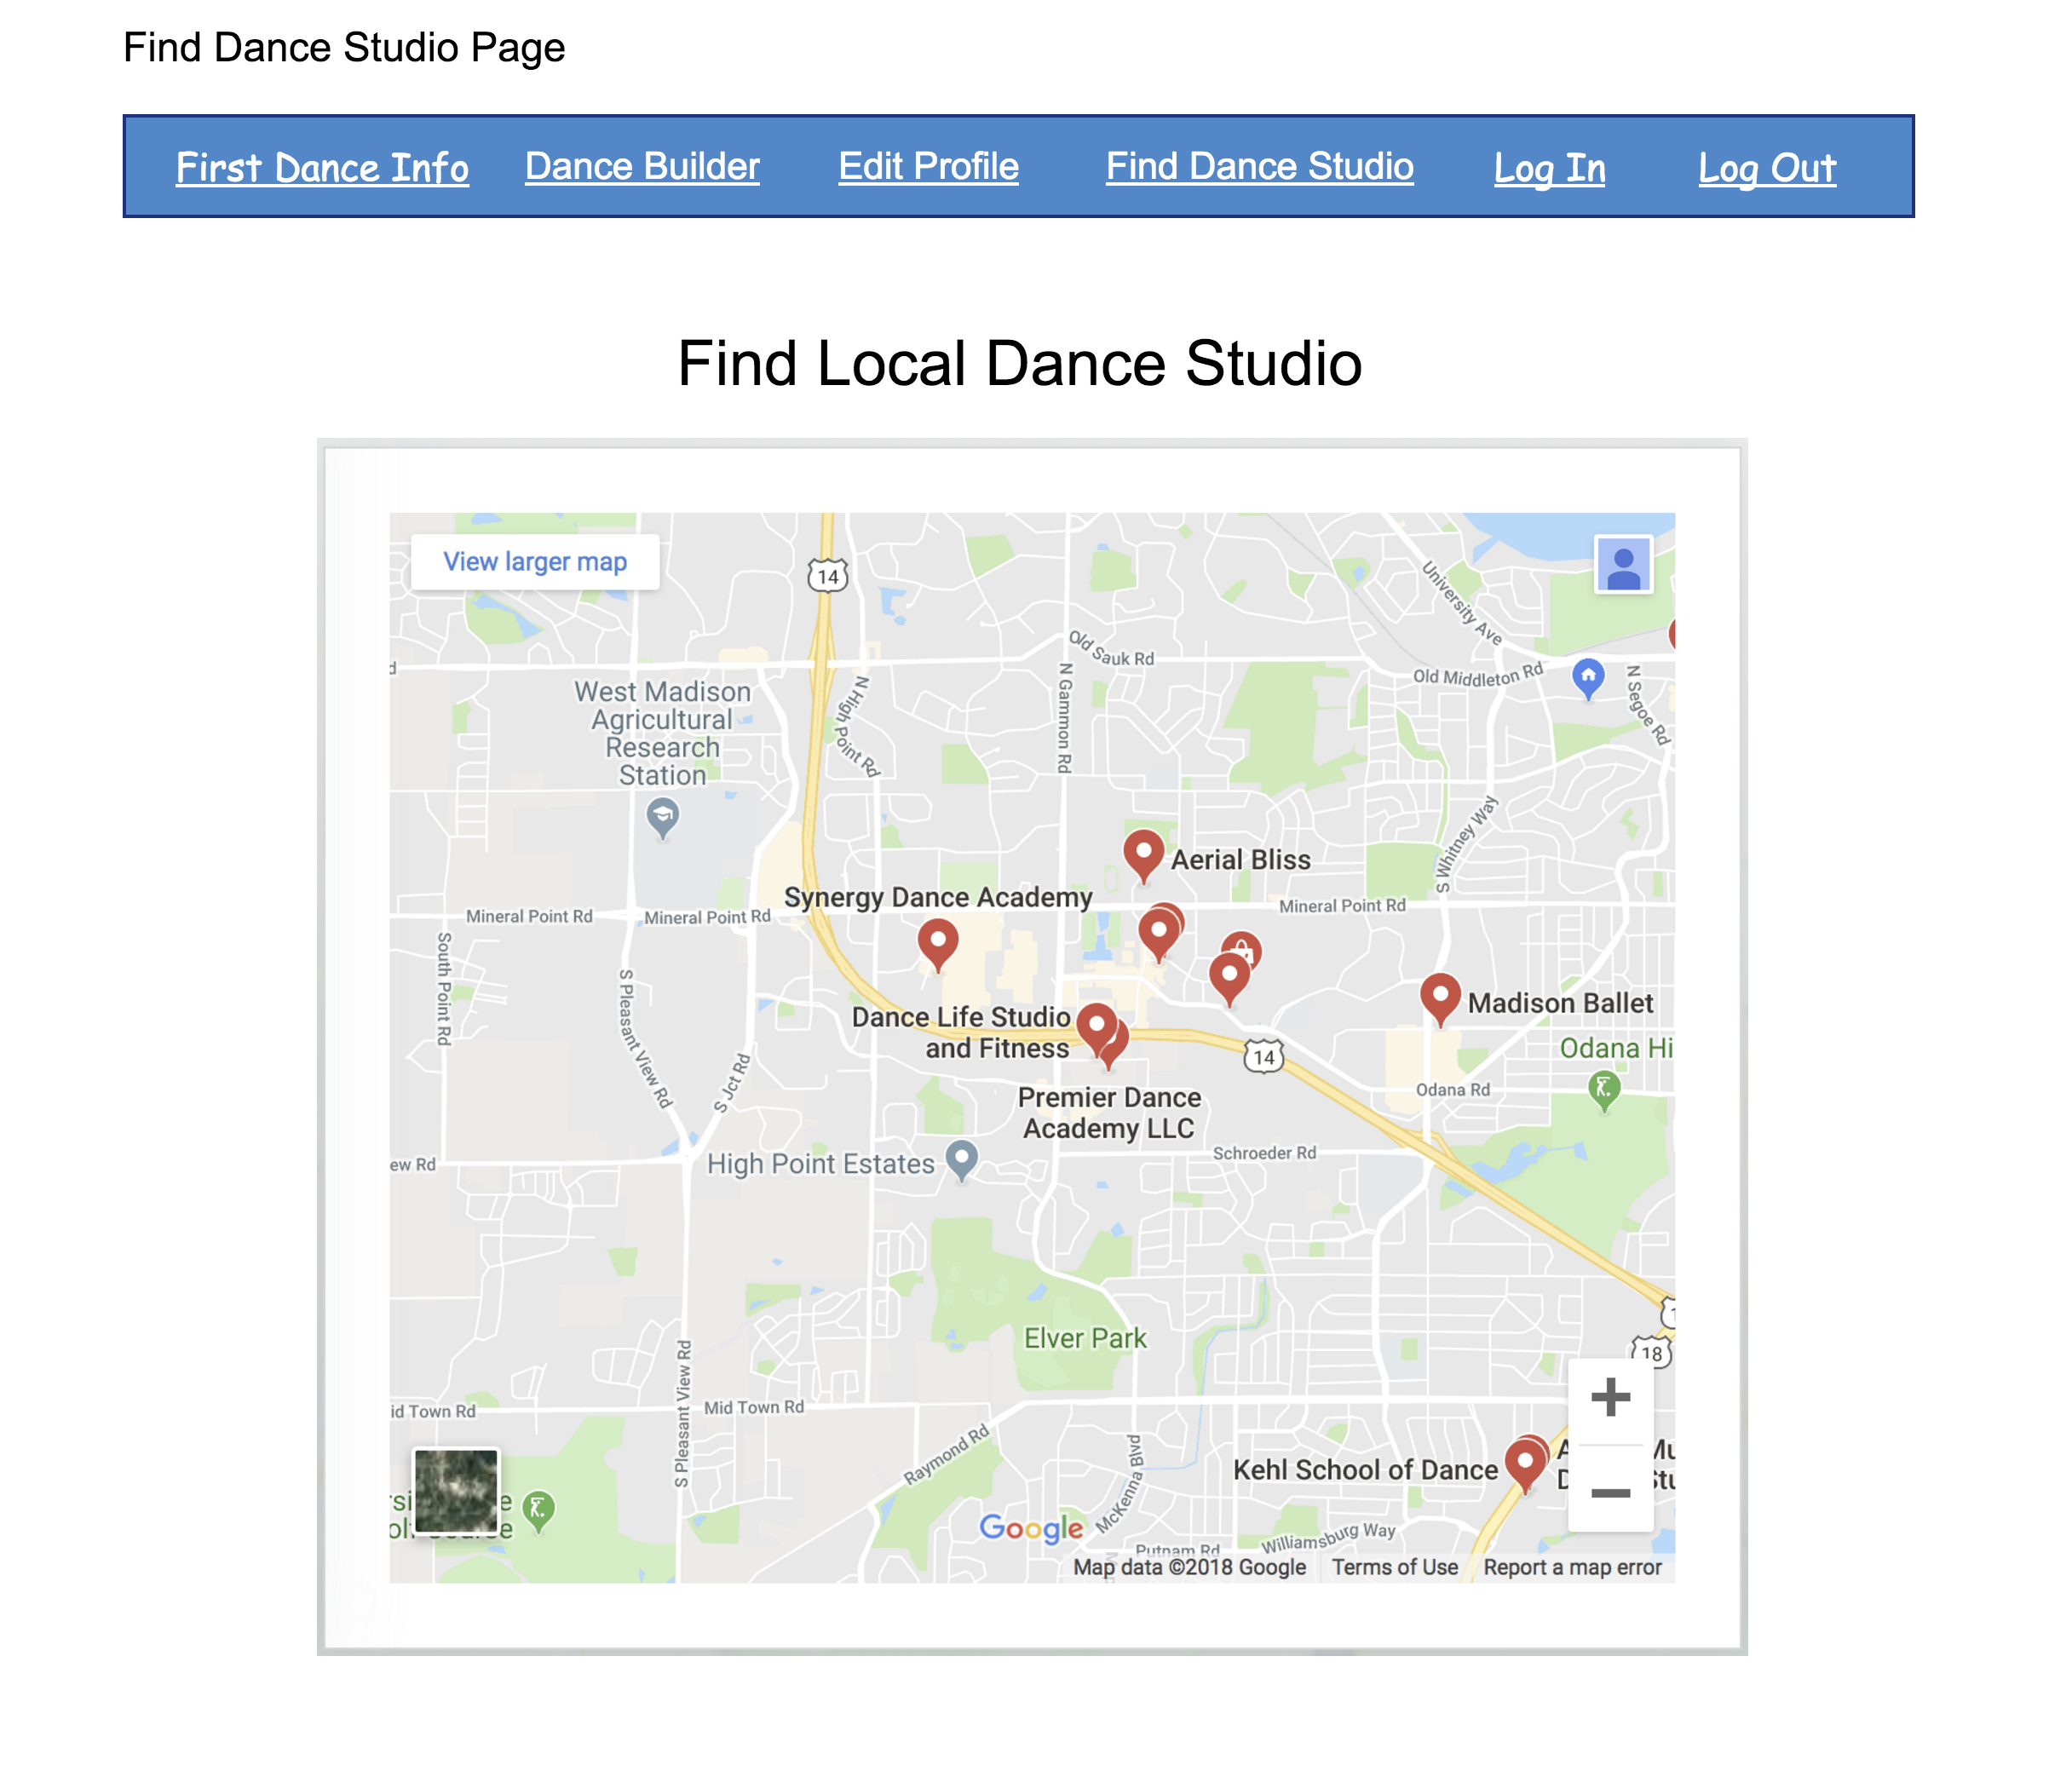 Find Dance Studio Page
First Dance Info Dance Builder Edit Profile Find Dance Studio Log In Log Out
Find Local Dance Studio
View larger map
14
University Ave
Old Sauk Rd
Old Middleton Rd
N Segoe Rd
N Gammon Rd
N High Point Rd
West Madison
Agricultural
Research
Station
S Whitney Way
Aerial Bliss
Synergy Dance Academy
Mineral Point Rd
Mineral Point Rd
Mineral Point Rd
South Point Rd
S Pleasant View Rd
S Jct Rd
Dance Life Studio
and Fitness
Madison Ballet
14
Odana Hi
Odana Rd
Premier Dance
Academy LLC
Schroeder Rd
ew Rd
High Point Estates
Elver Park
18
id Town Rd
Mid Town Rd
S Pleasant View Rd
Raymond Rd
McKenna Blvd
Kehl School of Dance
Google
Williamsburg Way
Putnam Rd
Map data ©2018 Google Terms of Use Report a map error